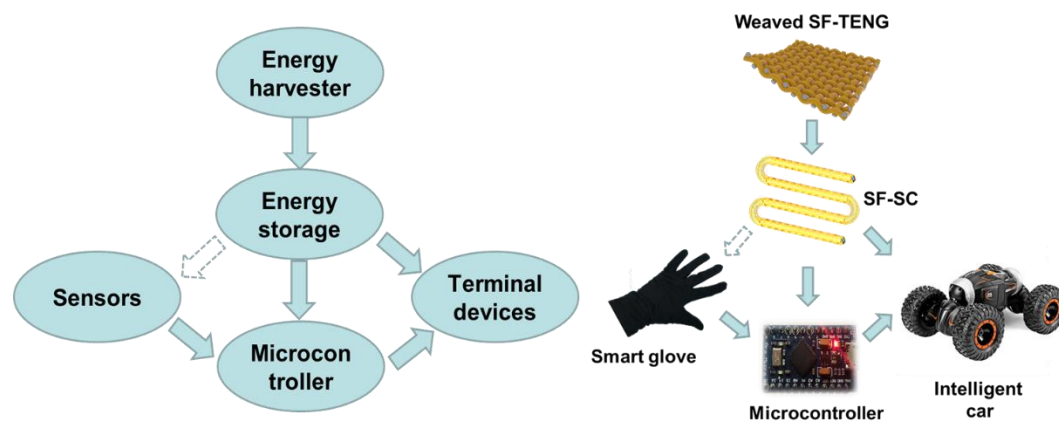 Energy
harvester
Energy
storage
Sensors
Terminal
devices
Microcon
troller
Weaved SF-TENG
SF-SC
Smart glove
Microcontroller
Intelligent
car